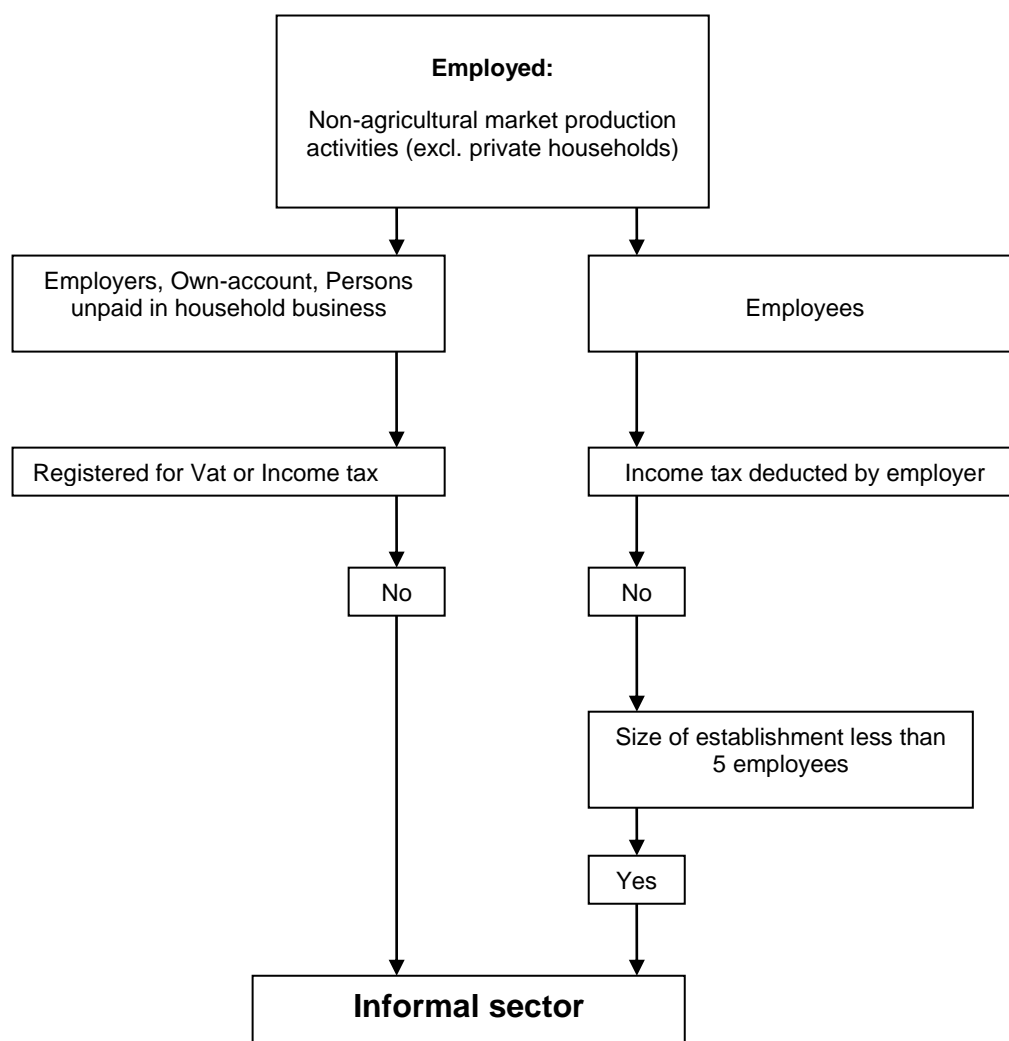 Employed:
Non-agricultural market production
activities (excl. private households)
Employers, Own-account, Persons
unpaid in household business
Employees
Registered for Vat or Income tax
Income tax deducted by employer
No
No
Size of establishment less than
5 employees
Yes
Informal sector